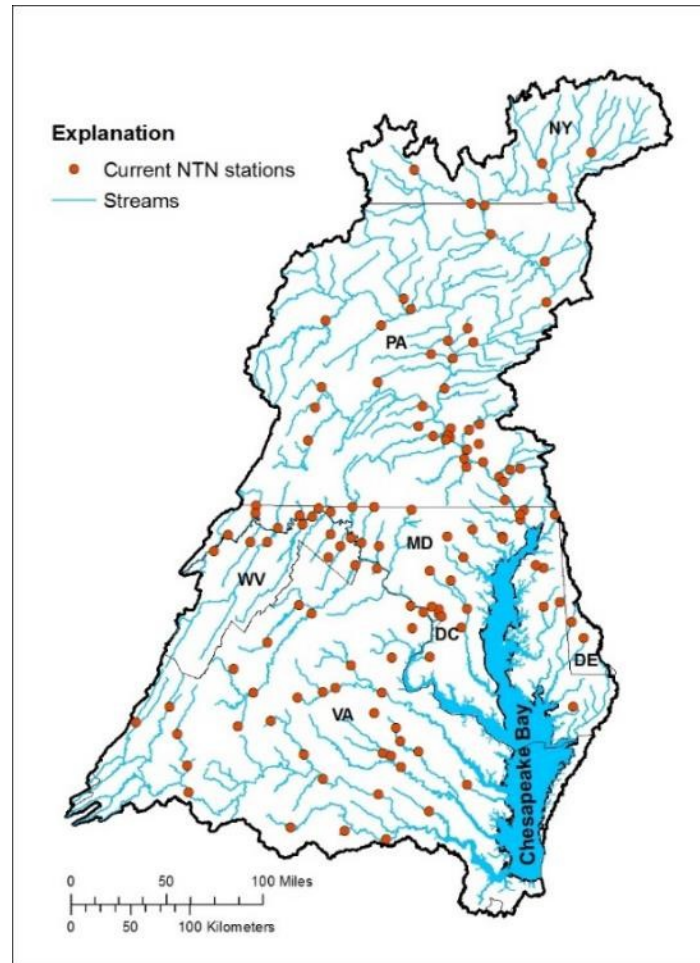 NY
Explanation
Current NTN stations
Streams
PA
MD
WV
DC
DE
VA
Chesapeake Bay
0 50 100 Miles
0 50 100 Kilometers